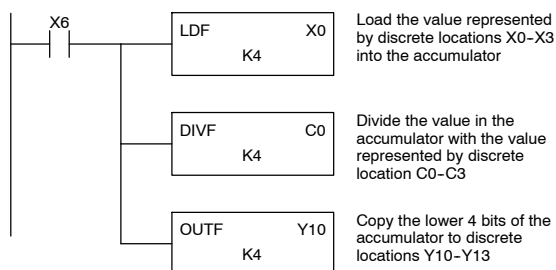 X6
LDF X0
K4
Load the value represented
by discrete locations X0-X3
into the accumulator
DIVF C0
K4
Divide the value in the
accumulator with the value
represented by discrete
location C0-C3
OUTF Y10
K4
Copy the lower 4 bits of the
accumulator to discrete
locations Y10-Y13